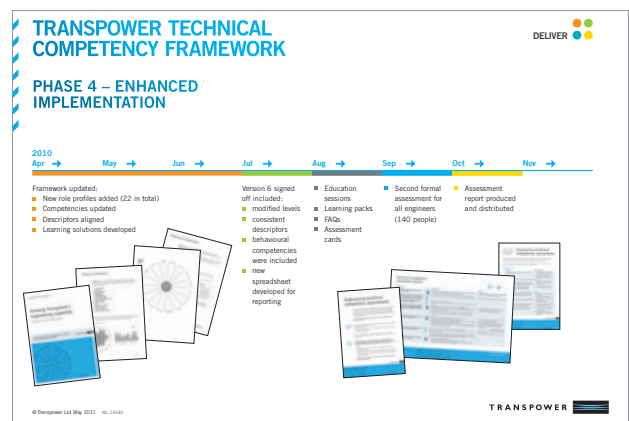 TRANSPOWER TECHNICAL
COMPETENCY FRAMEWORK
DELIVER
PHASE 4 – ENHANCED
IMPLEMENTATION
2010
Apr
May
Jun
Jul
Aug
Sep
Oct
Nov
Framework updated:
New role profiles added (22 in total)
Competencies updated
Descriptors aligned
Learning solutions developed
Version 6 signed
off included:
modified levels
consistent
descriptors
behavioural
competencies
were included
new
spreadsheet
developed for
reporting
Education
sessions
Learning packs
FAQs
Assessment
cards
Second formal
assessment for
all engineers
(140 people)
Assessment
report produced
and distributed
© Transpower Ltd May 2011
TRANSPOWER